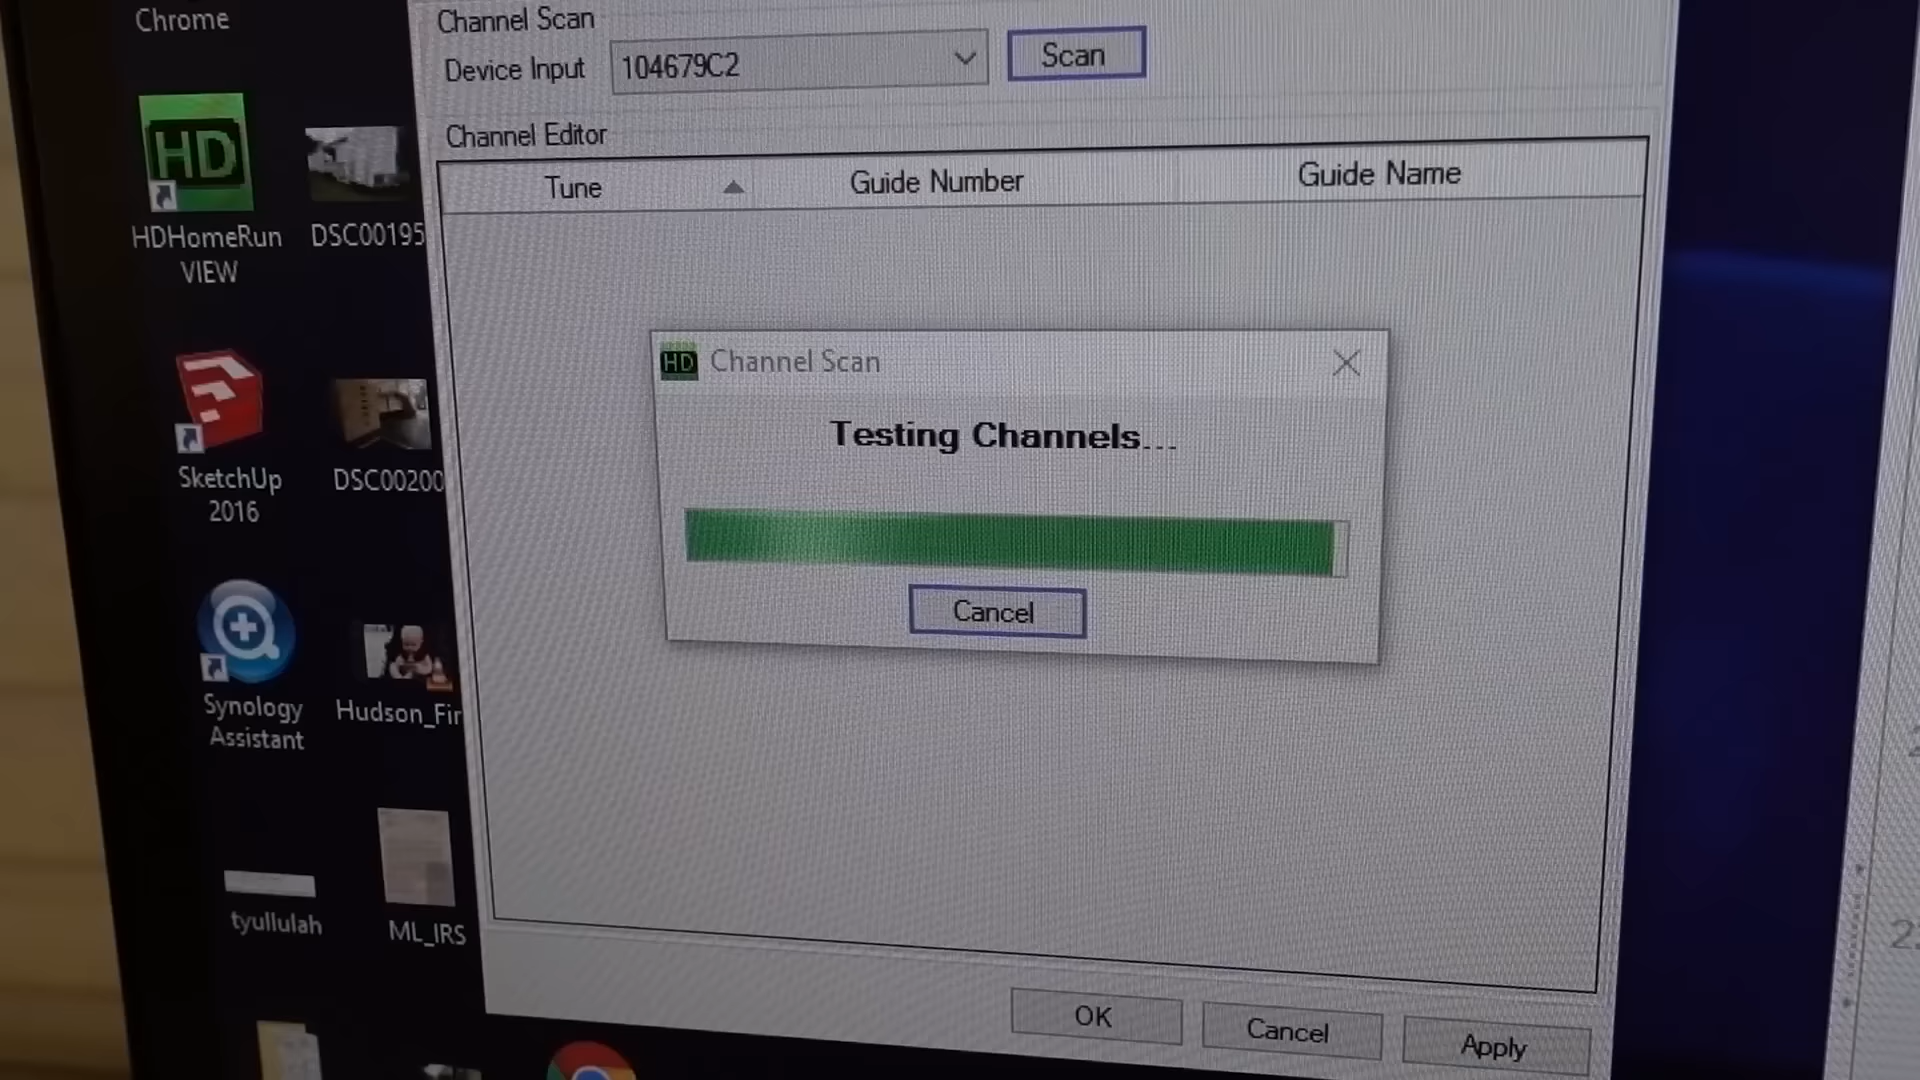 Chrome
HD
HDHomeRun
VIEW
DSC00195
SketchUp
2016
DSC00200
Synology
Assistant
Hudson_Fir
tyullulah
ML_IRS
Channel Scan
Device Input
104679C2
Scan
Channel Editor
Tune
Guide Number
Guide Name
HD
Channel Scan
Testing Channels...
Cancel
OK
Cancel
Apply